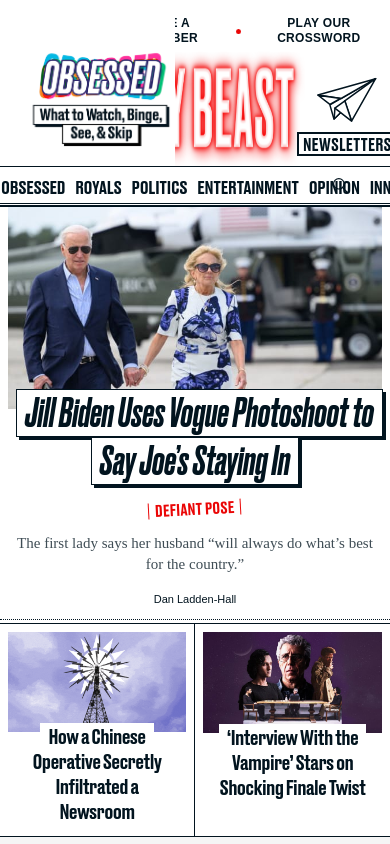 E A
BER
PLAY OUR
CROSSWORD
OBSESSED
What to Watch, Binge,
See, & Skip
Y BEAST
NEWSLETTERS
OBSESSED ROYALS POLITICS ENTERTAINMENT OPINION INN
Jill Biden Uses Vogue Photoshoot to
Say Joe's Staying In
DEFIANT POSE
The first lady says her husband “will always do what’s best
for the country.”
Dan Ladden-Hall
How a Chinese
Operative Secretly
Infiltrated a
Newsroom
‘Interview With the
Vampire’ Stars on
Shocking Finale Twist